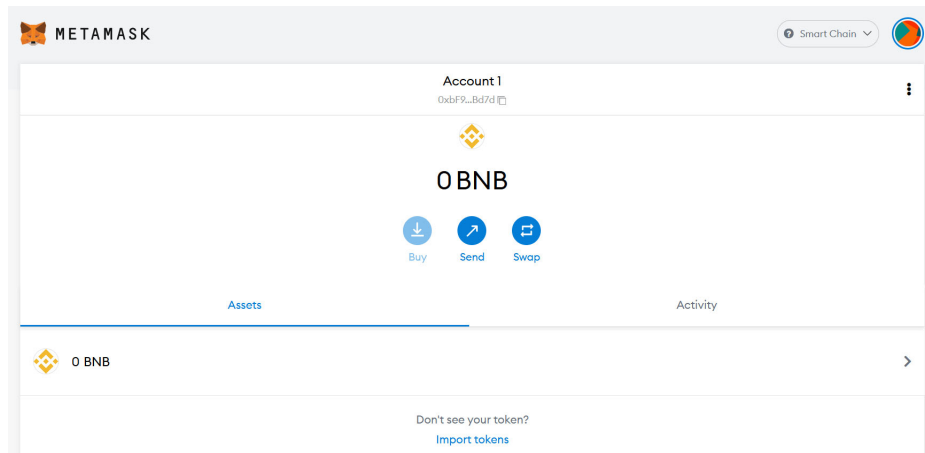 METAMASK
Smart Chain
Account 1
0xbF9...Bd7d
0 BNB
Buy Send Swap
Assets Activity
0 BNB
Don't see your token?
Import tokens